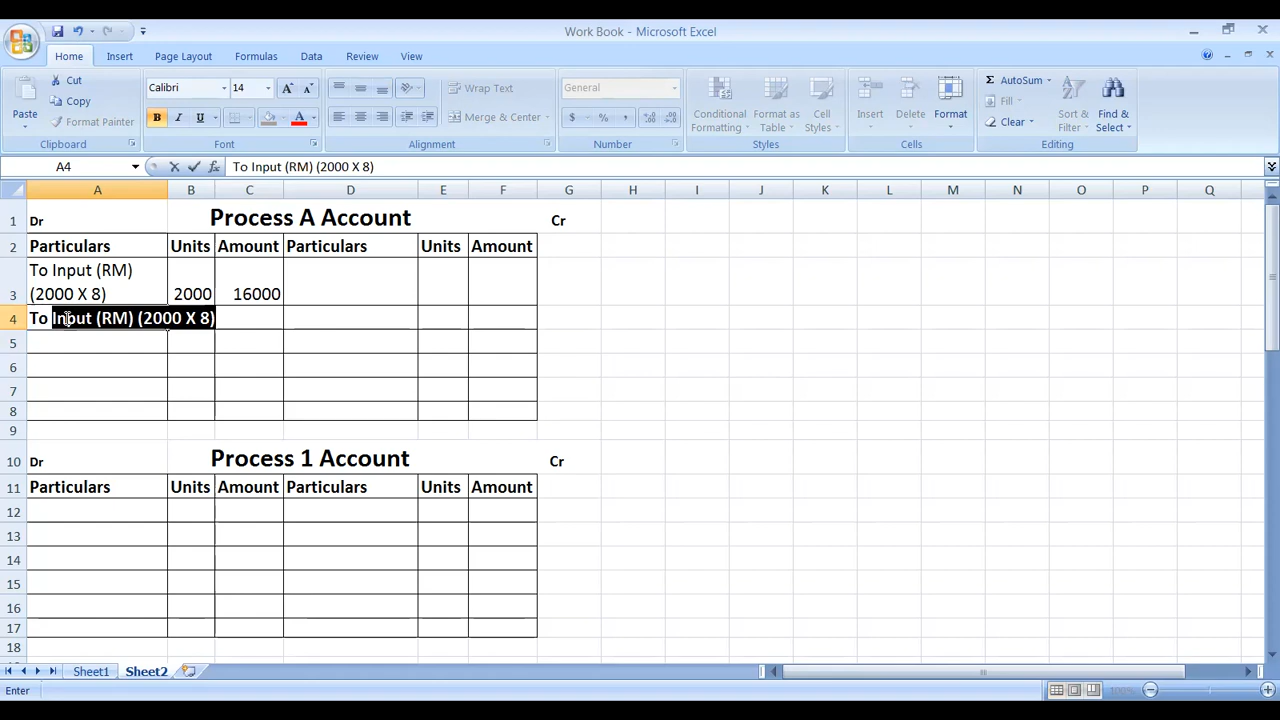 Work Book - Microsoft Excel
Home Insert Page Layout Formulas Data Review View
Cut
Copy
Format Painter
Paste
Clipboard
Calibri 14
Font
Wrap Text
Merge & Center
Alignment
General
Number
Conditional Formatting
Format as Table
Cell Styles
Styles
Insert Delete Format
Cells
AutoSum
Fill
Clear
Sort & Filter
Find & Select
Editing
A4 To Input (RM) (2000 X 8)
A B C D E F G H I J K L M N O P Q
1 Dr Process A Account Cr
2 Particulars Units Amount Particulars Units Amount
To Input (RM)
3 (2000 X 8) 2000 16000
4 To Input (RM) (2000 X 8)
5
6
7
8
9
10 Dr Process 1 Account Cr
11 Particulars Units Amount Particulars Units Amount
12
13
14
15
16
17
18
Sheet1 Sheet2
Enter 100%